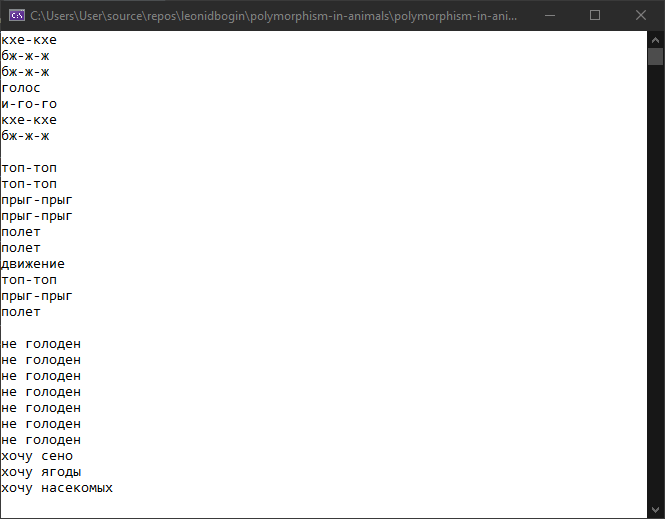 C:\Users\User\source\repos\leonidbogin\polymorphism-in-animals\polymorphism-in-ani...
кхе-кхе
бж-ж-ж
бж-ж-ж
голос
и-го-го
кхе-кхе
бж-ж-ж
топ-топ
топ-топ
прыг-прыг
прыг-прыг
полет
полет
движение
топ-топ
прыг-прыг
полет
не голоден
не голоден
не голоден
не голоден
не голоден
не голоден
не голоден
хочу сено
хочу ягоды
хочу насекомых